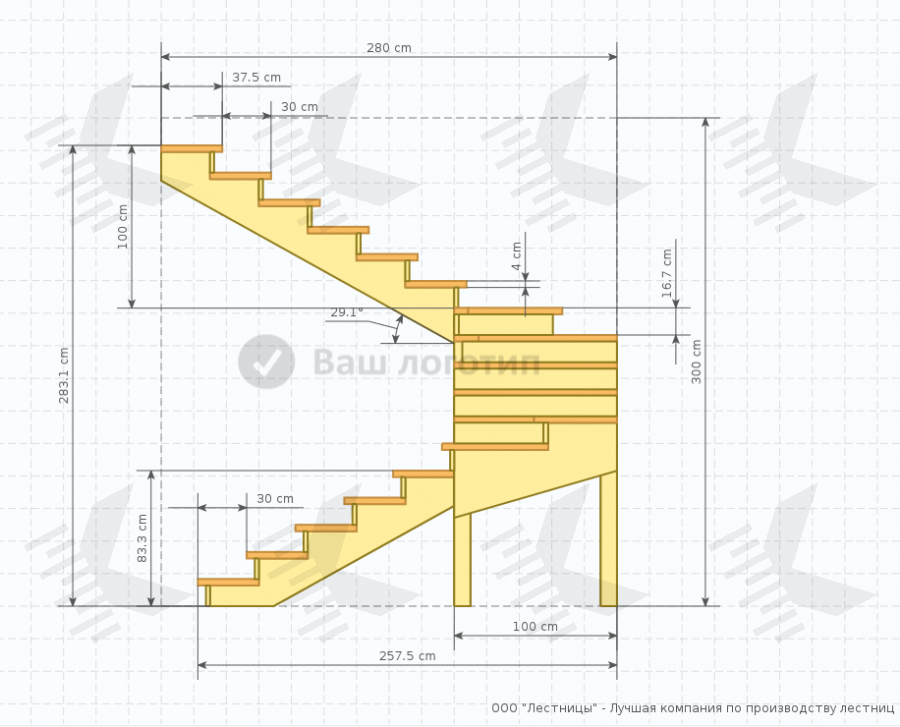 280 cm
37.5 cm
30 cm
100 cm
4 cm
16.7 cm
29.1°
283.1 cm
300 cm
Ваш логотип
30 cm
83.3 cm
100 cm
257.5 cm
ООО "Лестницы" - Лучшая компания по производству лестниц